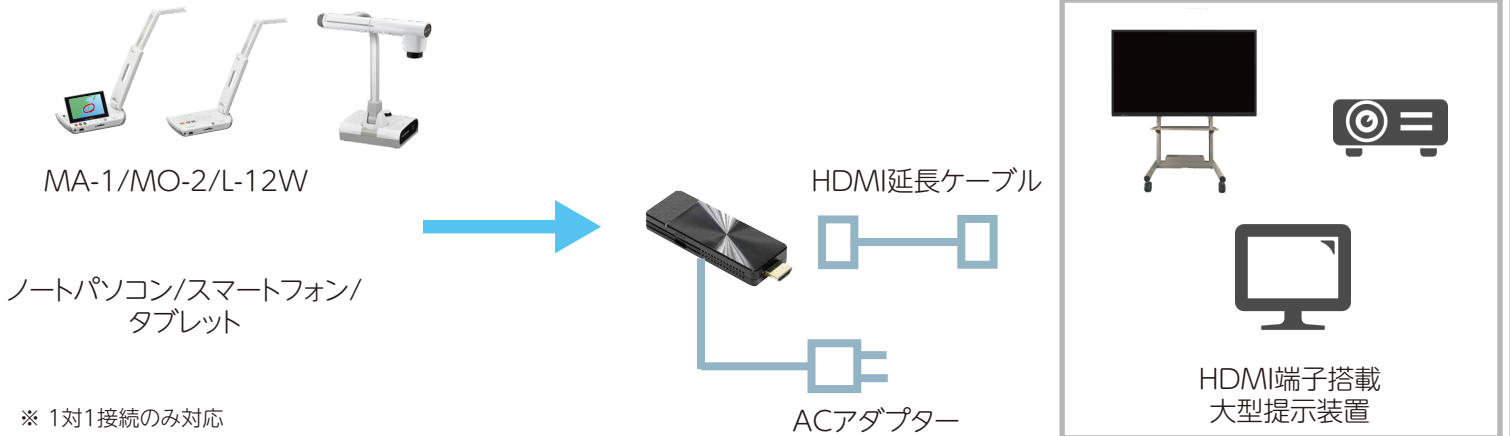 MA-1/MO-2/L-12W
HDMI延長ケーブル
ノートパソコン/スマートフォン/
タブレット
※ 1対1接続のみ対応
ACアダプター
HDMI端子搭載
大型提示装置